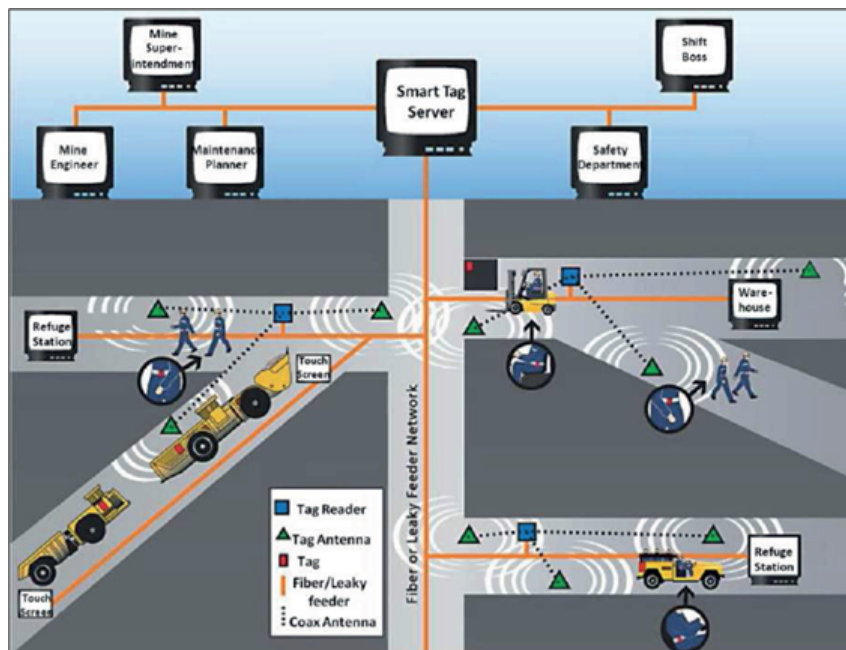 Mine
Super-
intendment
Shift
Boss
Smart Tag
Server
Mine
Engineer
Maintenance
Planner
Safety
Department
Refuge
Station
Touch
Screen
Ware-
house
Fiber or Leaky Feeder Network
Tag Reader
Tag Antenna
Tag
Fiber/Leaky
feeder
Coax Antenna
Touch
Screen
Refuge
Station